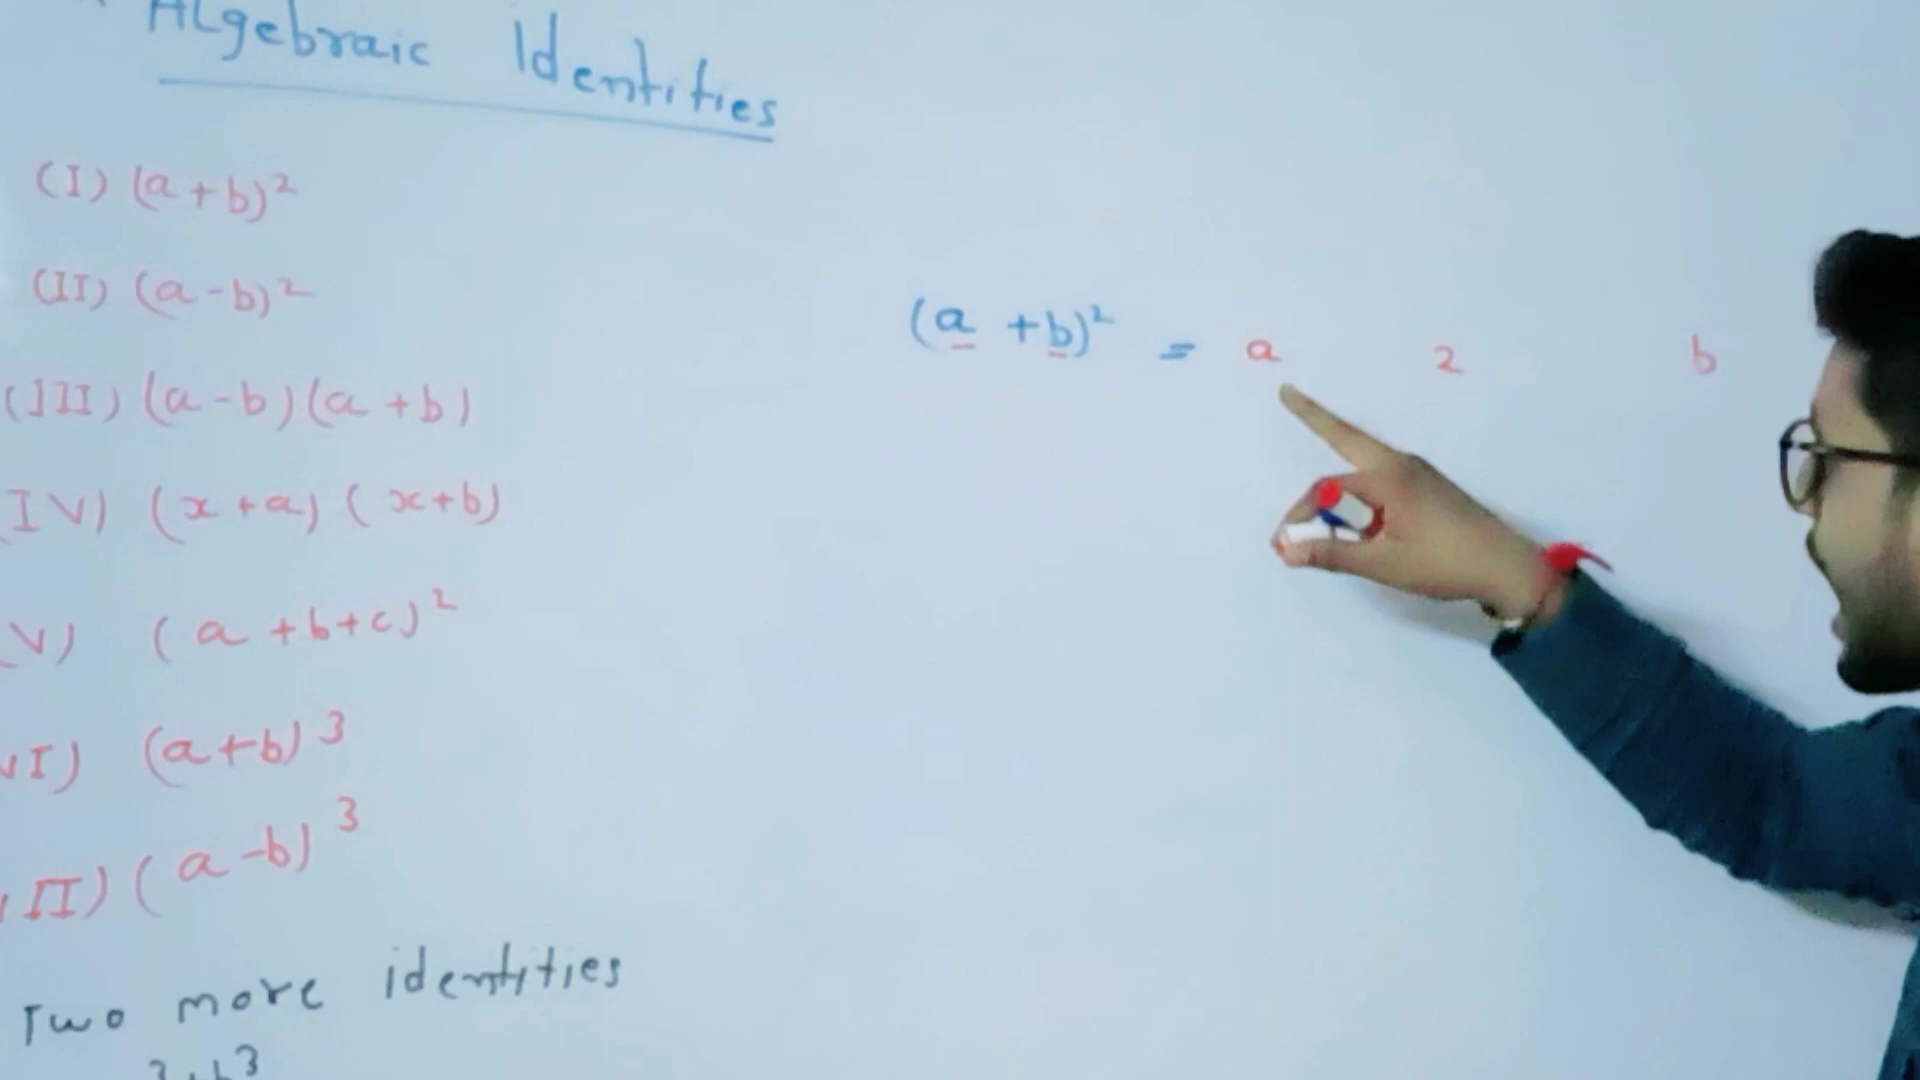 Algebraic Identities
(I) (a+b)²
(II) (a-b)²
(III) (a-b)(a+b)
IV) (x+a) (x+b)
V) (a+b+c)²
VI) (a+b)³
VII) (a-b)³
Two more identities
(a +b)² = a 2 b